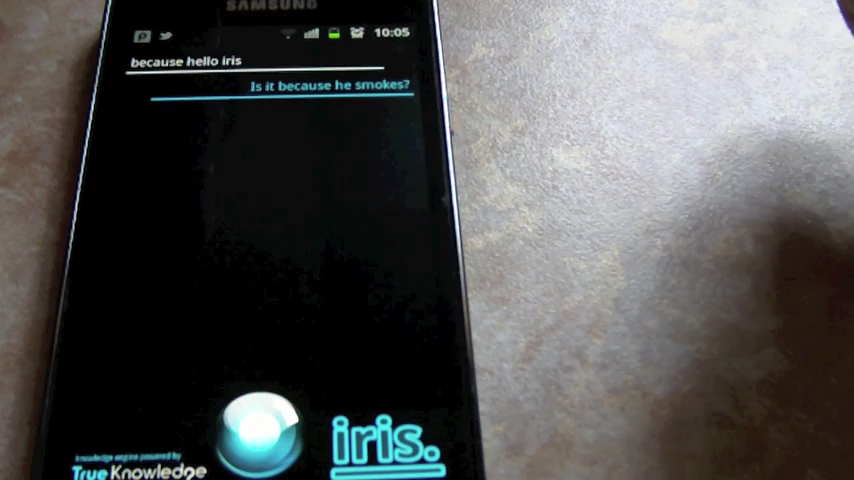 SAMSUNG
10:05
because hello iris
Is it because he smokes?
iris.
knowledge engine powered by
True Knowledge